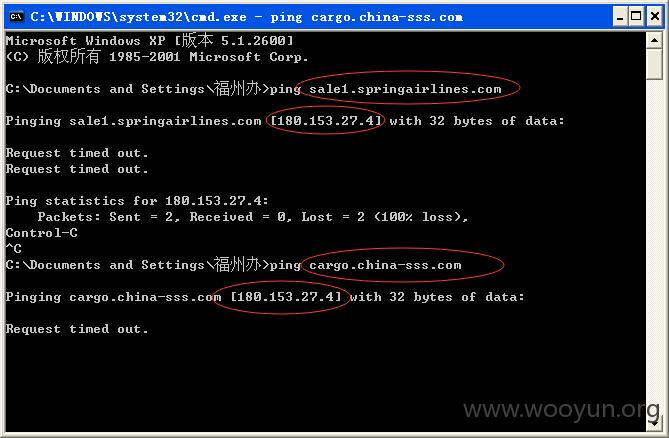 C:\WINDOWS\system32\cmd.exe - ping cargo.china-sss.com
Microsoft Windows XP [版本 5.1.2600]
(C) 版权所有 1985-2001 Microsoft Corp.
C:\Documents and Settings\福州办>ping sale1.springairlines.com
Pinging sale1.springairlines.com [180.153.27.4] with 32 bytes of data:
Request timed out.
Request timed out.
Ping statistics for 180.153.27.4:
    Packets: Sent = 2, Received = 0, Lost = 2 (100% loss),
Control-C
^C
C:\Documents and Settings\福州办>ping cargo.china-sss.com
Pinging cargo.china-sss.com [180.153.27.4] with 32 bytes of data:
Request timed out.
www.wooyun.org